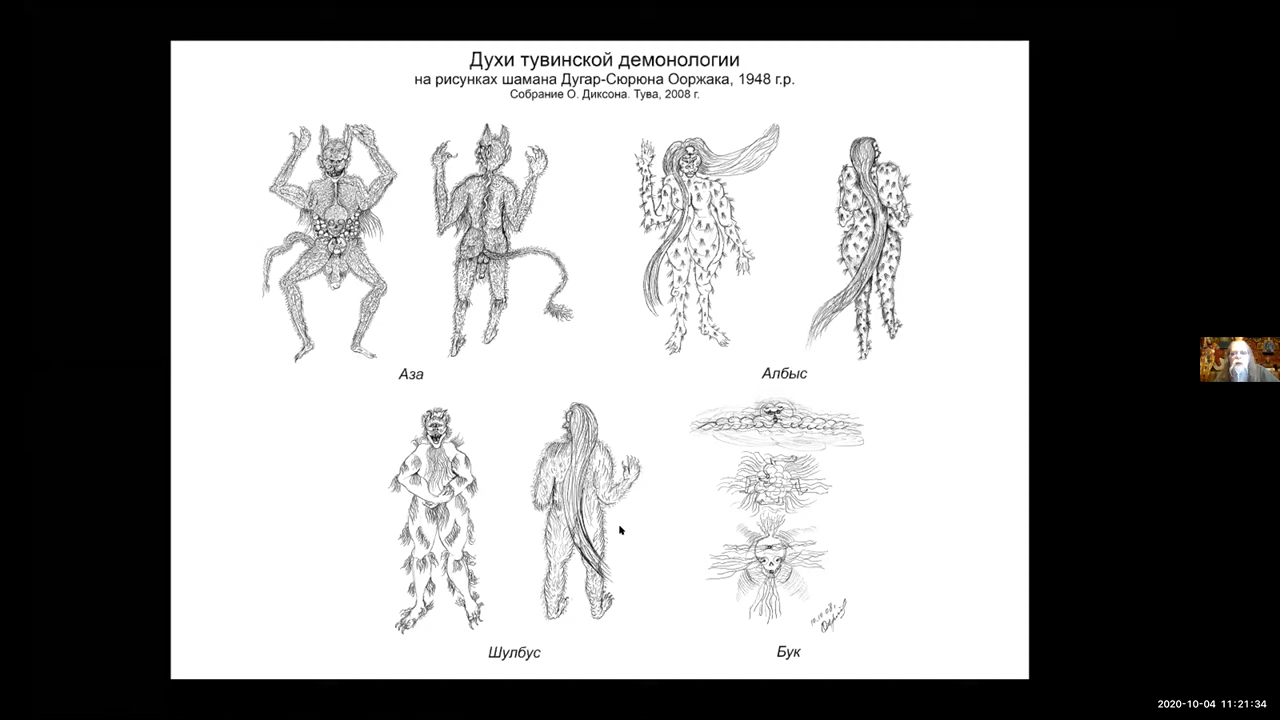 Духи тувинской демонологии
на рисунках шамана Дугар-Сюрюна Ооржака, 1948 г.р.
Собрание О. Диксона. Тува, 2008 г.
Аза
Албыс
Шулбус
Бук
2020-10-04 11:21:34